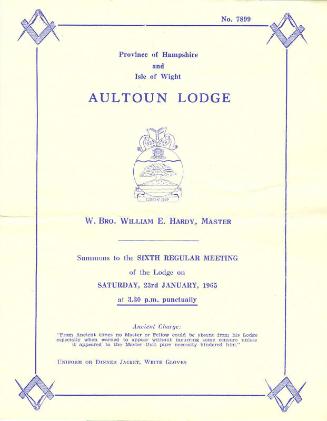 No. 7899
Province of Hampshire
and
Isle of Wight
AULTOUN LODGE
W. BRO. WILLIAM E. HARDY, MASTER
Summons to the SIXTH REGULAR MEETING
of the Lodge on
SATURDAY, 23rd JANUARY, 1965
at 3.30 p.m. punctually
Ancient Charge:
"From Ancient times no Master or Fellow could be absent from his Lodge
especially when warned to appear without incurring some censure unless
it appeared to the Master that pure necessity hindered him."
UNIFORM OR DINNER JACKET, WHITE GLOVES